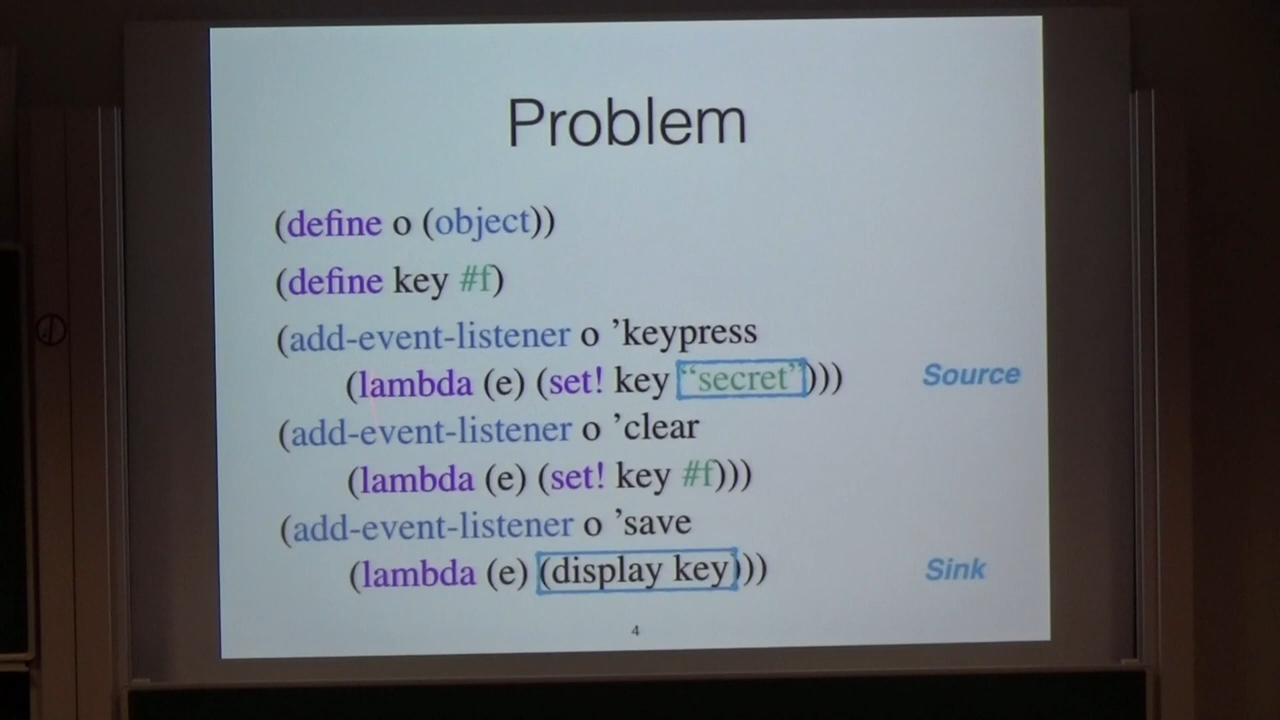 Problem
(define o (object))
(define key #f)
(add-event-listener o ’keypress
(lambda (e) (set! key “secret”)))
Source
(add-event-listener o ’clear
(lambda (e) (set! key #f)))
(add-event-listener o ’save
(lambda (e) (display key)))
Sink
4